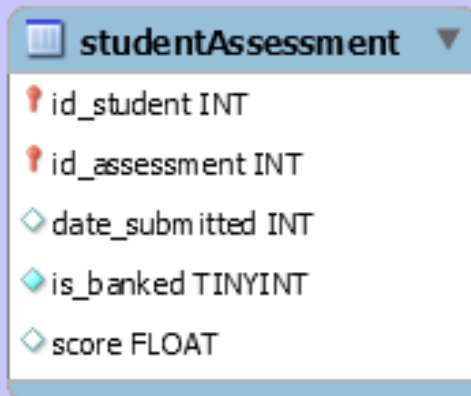 studentAssessment
id_student INT
id_assessment INT
date_submitted INT
is_banked TINYINT
score FLOAT